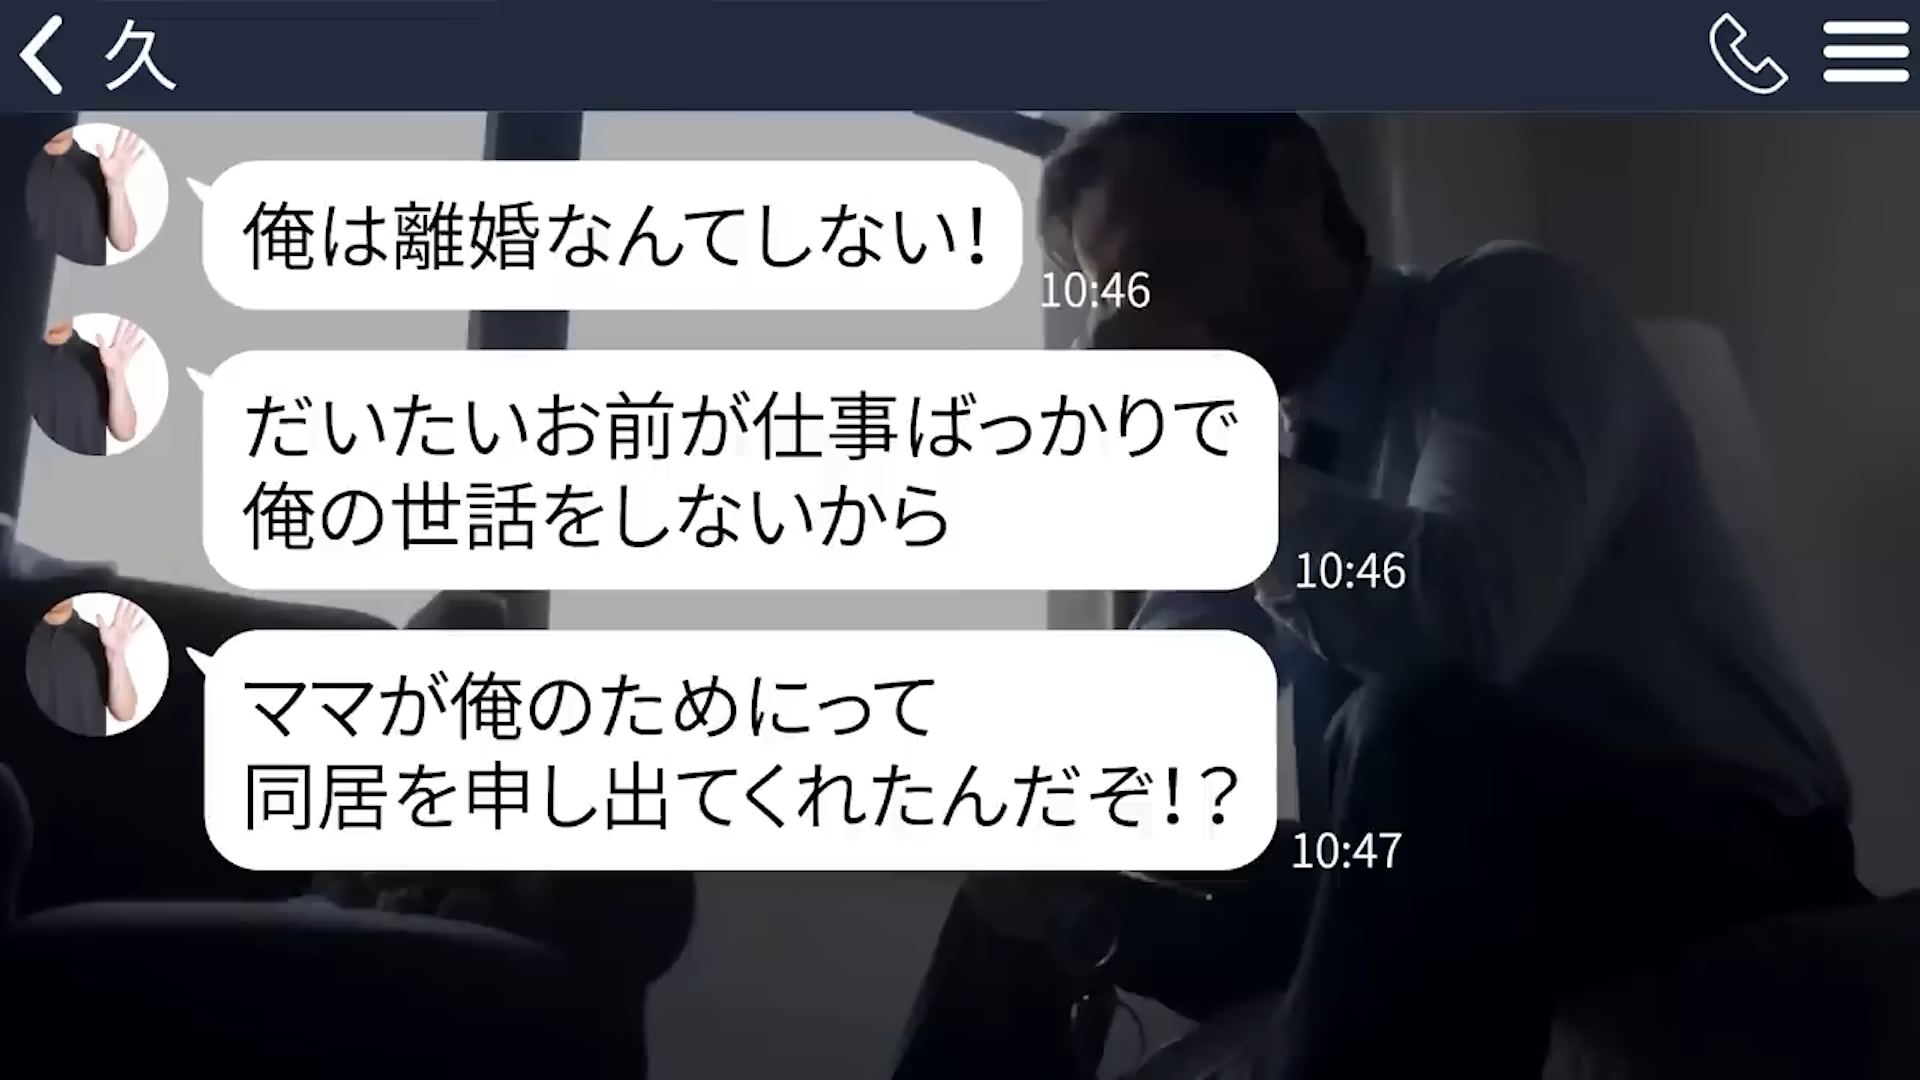 久
俺は離婚なんてしない!
10:46
だいたいお前が仕事ばっかりで
俺の世話をしないから
10:46
ママが俺のためにって
同居を申し出てくれたんだぞ!?
10:47